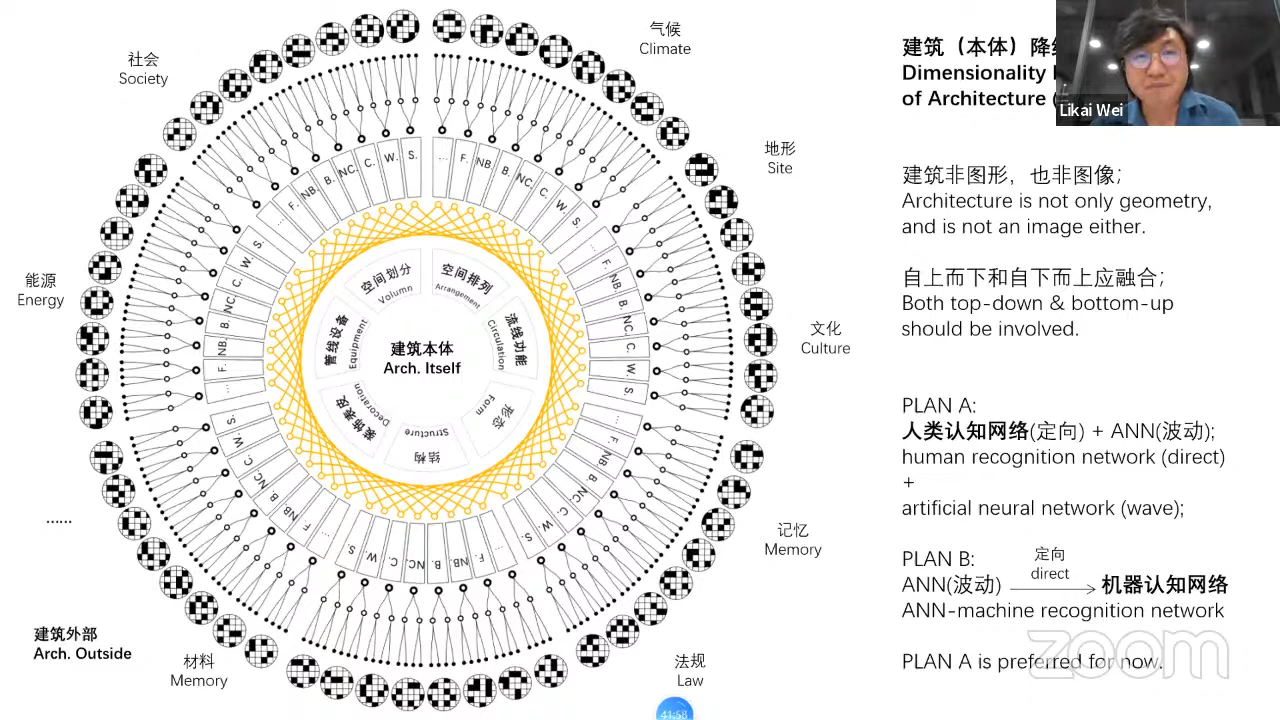 社会
Society
气候
Climate
地形
Site
能源
Energy
文化
Culture
......
记忆
Memory
建筑外部
Arch. Outside
材料
Memory
法规
Law
S. W. C. NC. B. NB. F. ...
建筑本体
Arch. Itself
空间划分
Volumn
空间排列
Arrangement
流线功能
Circulation
形态
Form
结构
Structure
装饰表皮
Decoration
管线设备
Equipment
建筑（本体）降
Dimensionality
of Architecture (
建筑非图形，也非图像；
Architecture is not only geometry,
and is not an image either.
自上而下和自下而上应融合；
Both top-down & bottom-up
should be involved.
PLAN A:
人类认知网络(定向) + ANN(波动);
human recognition network (direct)
+
artificial neural network (wave);
PLAN B:
定向
direct
ANN(波动) 机器认知网络
ANN-machine recognition network
PLAN A is preferred for now.
Likai Wei
zoom
41:58